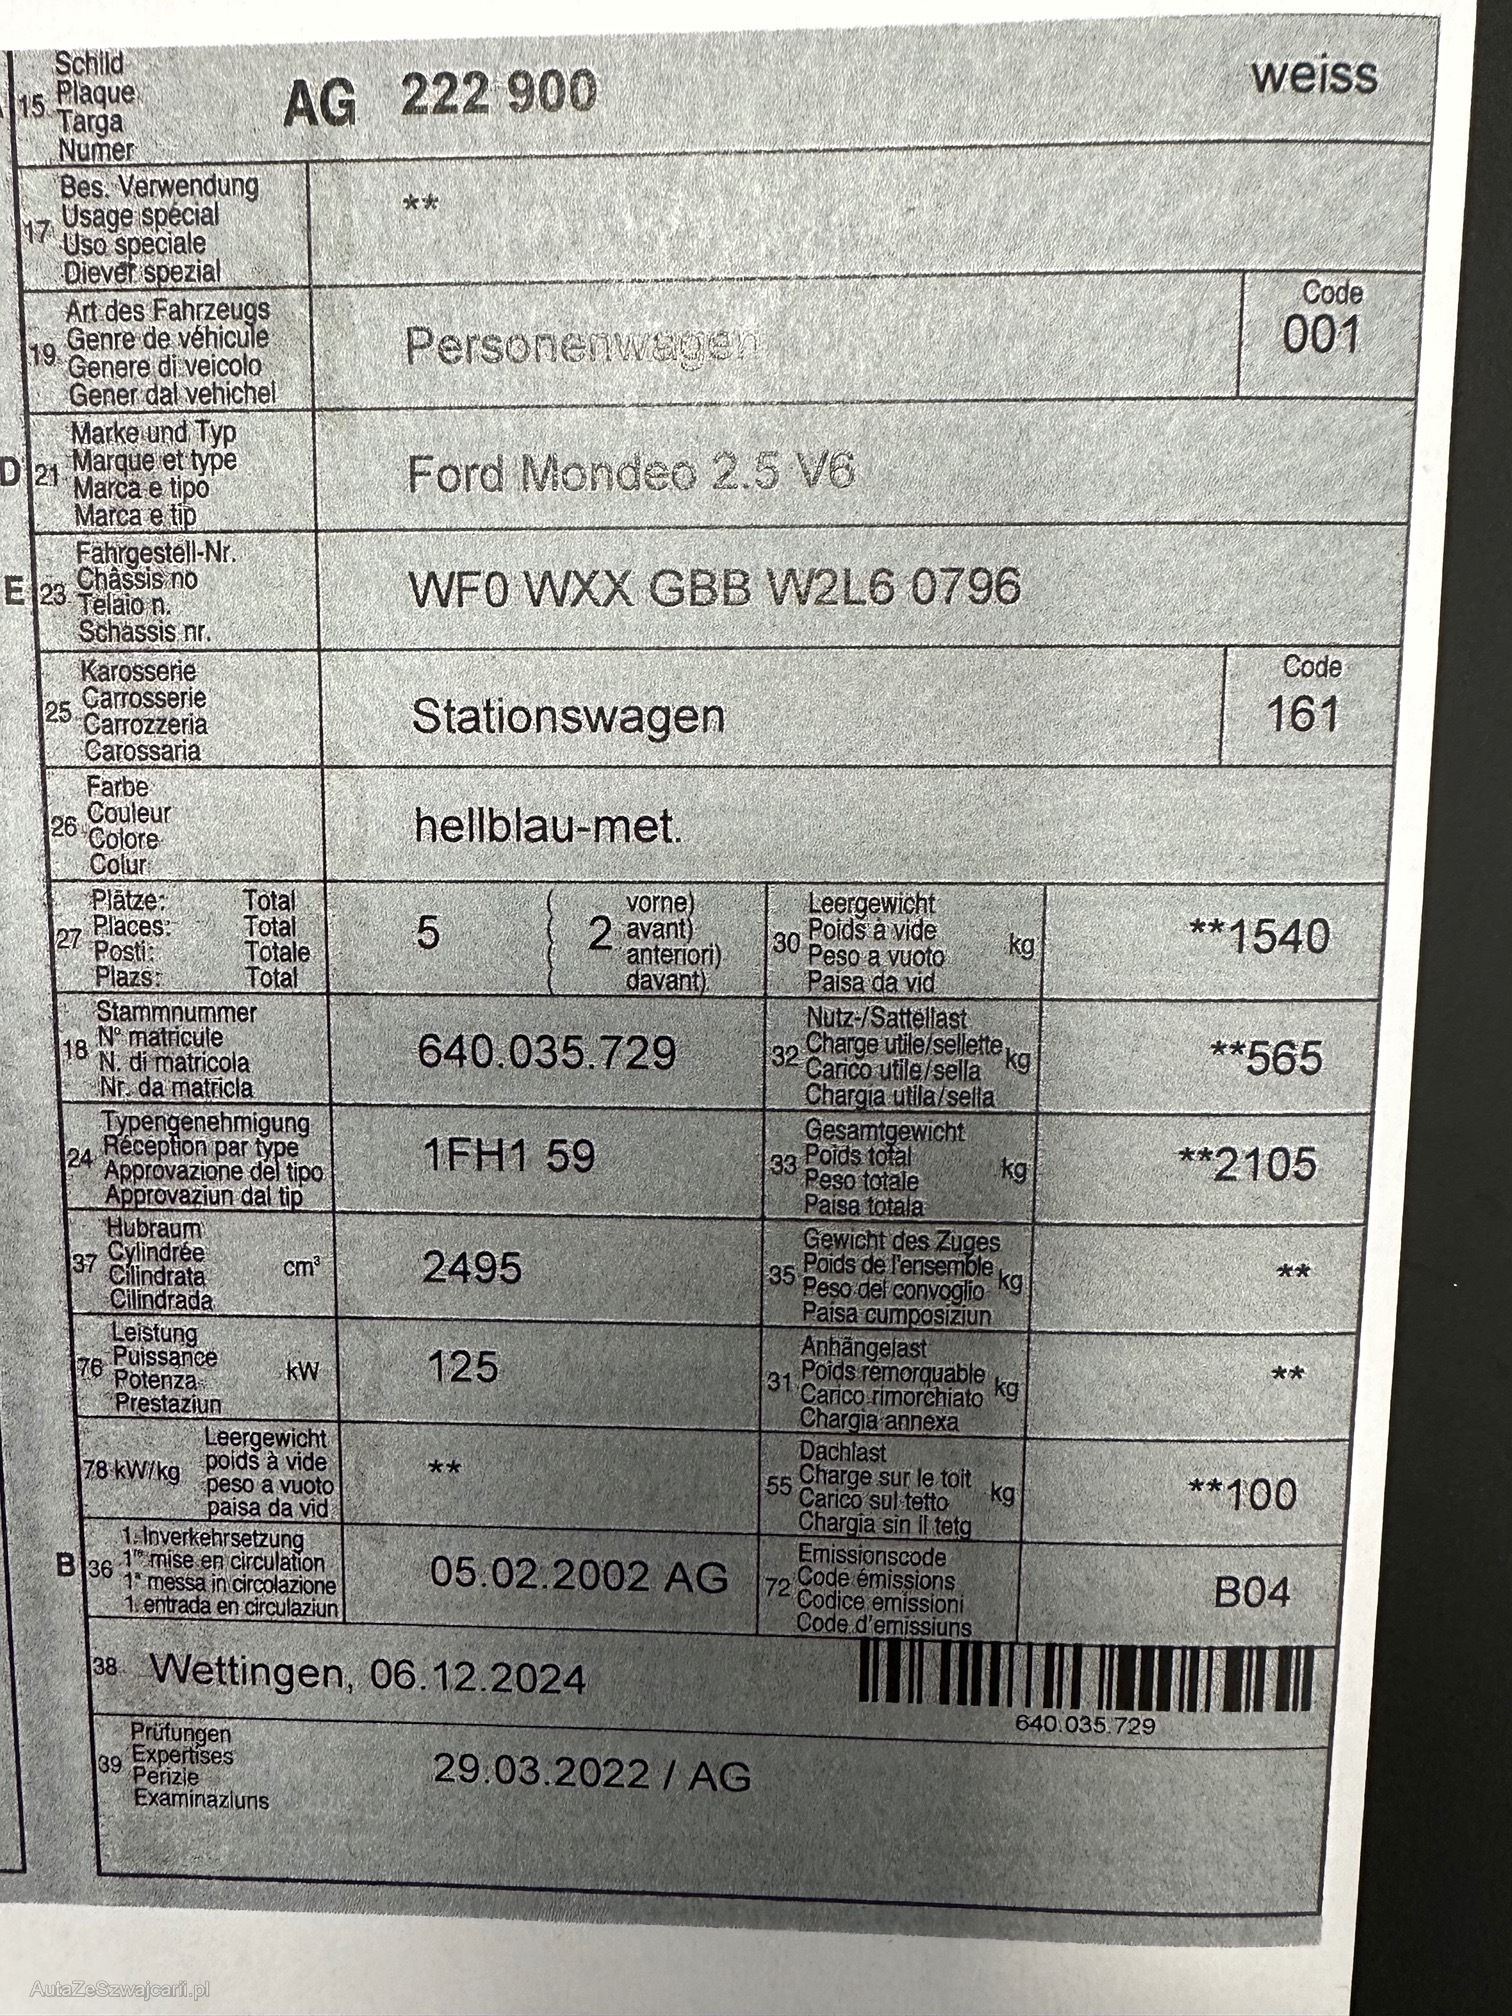 15 Schild
Plaque
Targa
Numer
AG 222 900
weiss
17 Bes. Verwendung
Usage spécial
Uso speciale
Diever spezial
**
19 Art des Fahrzeugs
Genre de véhicule
Genere di veicolo
Gener dal vehichel
Personenwagen
Code
001
D 21 Marke und Typ
Marque et type
Marca e tipo
Marca e tip
Ford Mondeo 2.5 V6
E 23 Fahrgestell-Nr.
Châssis no
Telaio n.
Schassis nr.
WF0 WXX GBB W2L6 0796
25 Karosserie
Carrosserie
Carrozzeria
Carossaria
Stationswagen
Code
161
26 Farbe
Couleur
Colore
Colur
hellblau-met.
27 Plätze: Total
Places: Total
Posti: Totale
Plazs: Total
5 ( 2 vorne)
( avant)
( anteriori)
( davant)
30 Leergewicht
Poids à vide
Peso a vuoto
Paisa da vid
kg
**1540
18 Stammnummer
N° matricule
N. di matricola
Nr. da matricla
640.035.729
32 Nutz-/Sattellast
Charge utile/sellette
Carico utile/sella
Chargia utila/sella
kg
**565
24 Typengenehmigung
Réception par type
Approvazione del tipo
Approvaziun dal tip
1FH1 59
33 Gesamtgewicht
Poids total
Peso totale
Paisa totala
kg
**2105
37 Hubraum
Cylindrée
Cilindrata
Cilindrada
cm³
2495
35 Gewicht des Zuges
Poids de l'ensemble
Peso del convoglio
Paisa cumposiziun
kg
**
76 Leistung
Puissance
Potenza
Prestaziun
kW
125
31 Anhängelast
Poids remorquable
Carico rimorchiato
Chargia annexa
kg
**
78 kW/kg
Leergewicht
poids à vide
peso a vuoto
paisa da vid
**
55 Dachlast
Charge sur le toit
Carico sul tetto
Chargia sin il tetg
kg
**100
B 36 1. Inverkehrsetzung
1re mise en circulation
1a messa in circolazione
1. entrada en circulaziun
05.02.2002 AG
72 Emissionscode
Code émissions
Codice emissioni
Code d'emissiuns
B04
38 Wettingen, 06.12.2024
640.035.729
39 Prüfungen
Expertises
Perizie
Examinaziuns
29.03.2022 / AG
AutaZeSzwajcarii.pl